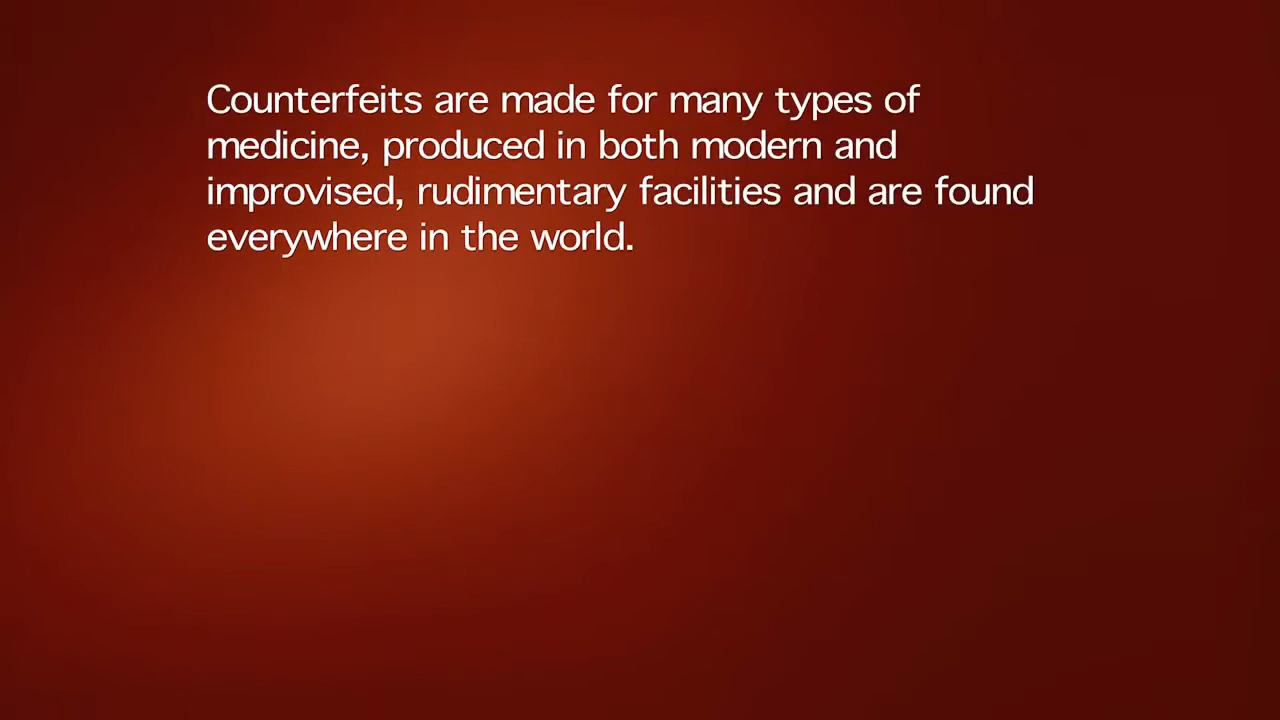 Counterfeits are made for many types of
medicine, produced in both modern and
improvised, rudimentary facilities and are found
everywhere in the world.